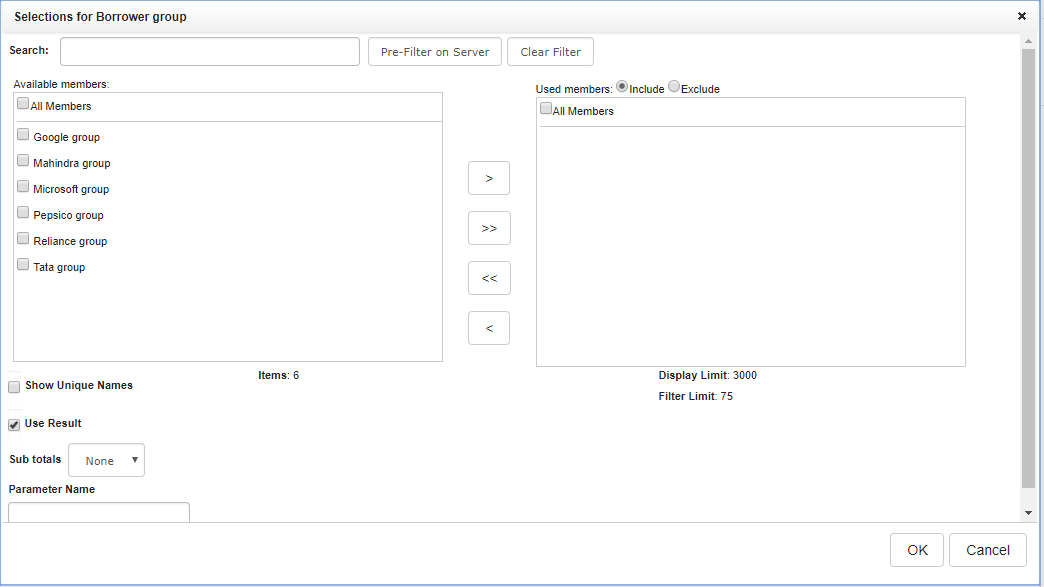 Selections for Borrower group
Search: Pre-Filter on Server Clear Filter
Available members:
All Members
Google group
Mahindra group
Microsoft group
Pepsico group
Reliance group
Tata group
Items: 6
>
>>
<<
<
Used members: Include Exclude
All Members
Display Limit: 3000
Filter Limit: 75
Show Unique Names
Use Result
Sub totals None
Parameter Name
OK Cancel